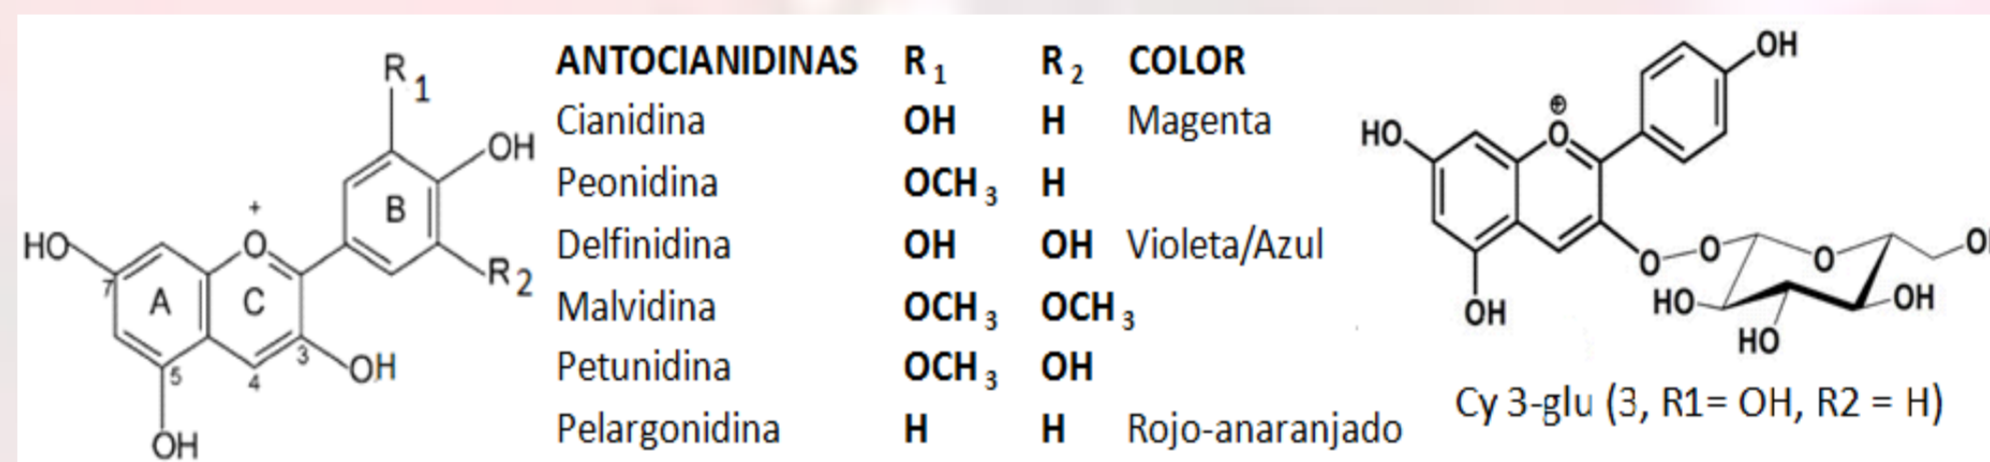 R1
OH
HO
+
O
B
A
C
R2
7
5
4
3
OH
OH
ANTOCIANIDINAS R1 R2 COLOR
Cianidina OH H Magenta
Peonidina OCH3 H
Delfinidina OH OH Violeta/Azul
Malvidina OCH3 OCH3
Petunidina OCH3 OH
Pelargonidina H H Rojo-anaranjado
OH
⊕
HO
O
O
O
O
O
OH
HO
OH
HO
Cy 3-glu (3, R1= OH, R2 = H)